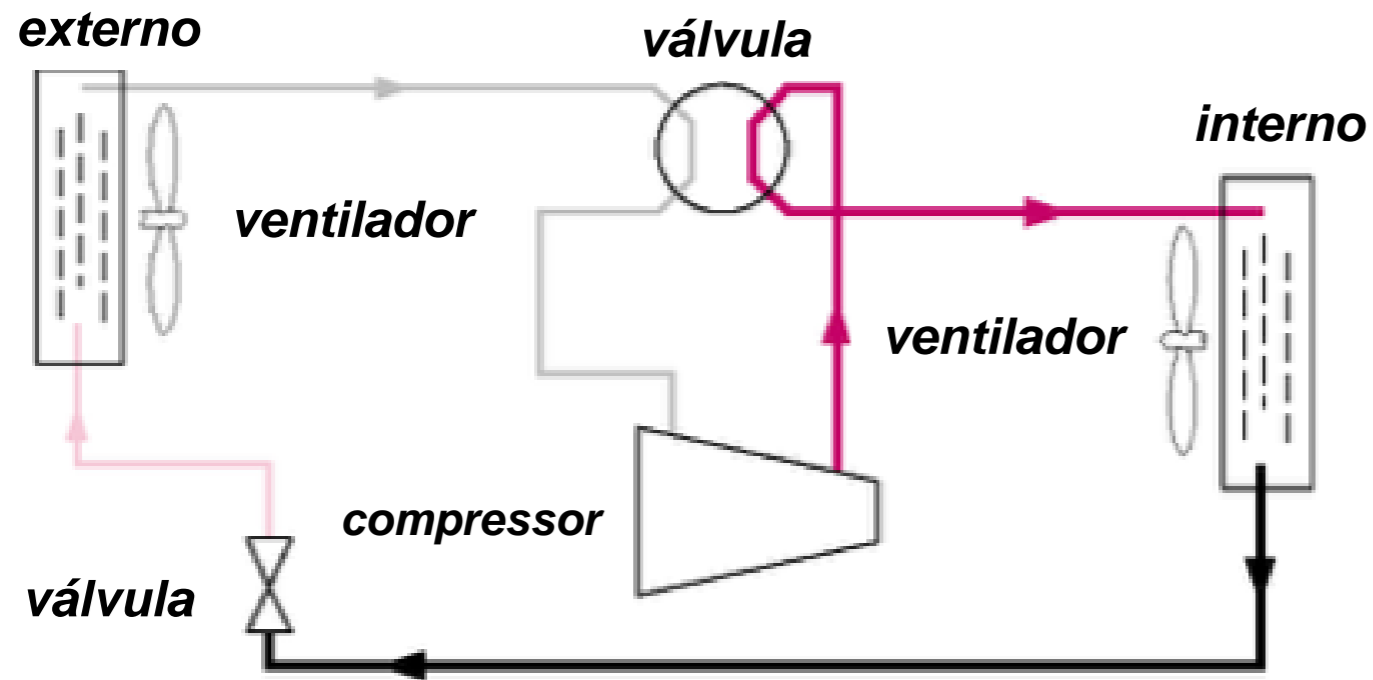 externo
válvula
interno
ventilador
ventilador
compressor
válvula